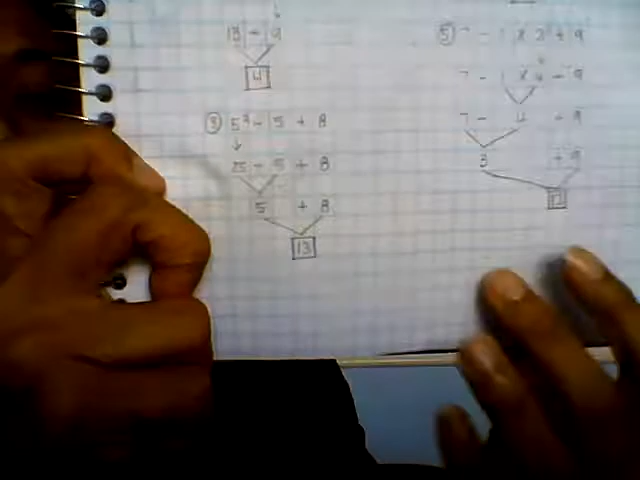 13 - 9
4
③ 5² ÷ 5 + 8
25 ÷ 5 + 8
5 + 8
13
⑤ 7 - 1 x 2² + 9
7 - 1 x 4 + 9
7 - 4 + 9
3 + 9